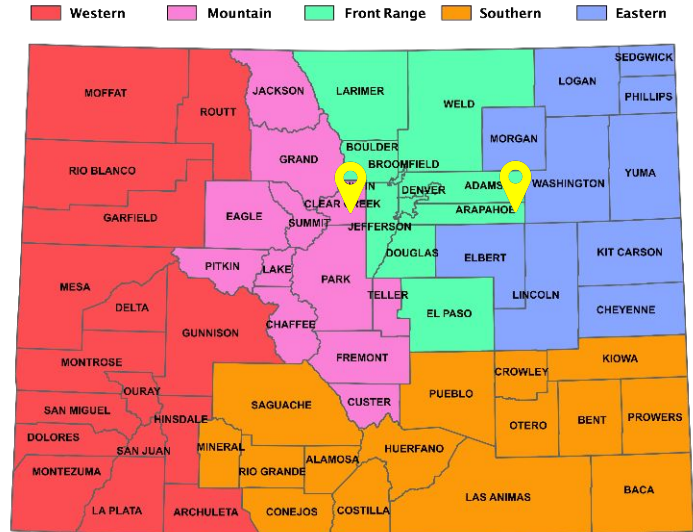 Western Mountain Front Range Southern Eastern
SEDGWICK
LOGAN
MOFFAT JACKSON LARIMER
PHILLIPS
WELD
ROUTT
MORGAN
BOULDER
GRAND BROOMFIELD
RIO BLANCO YUMA
ADAMS WASHINGTON
DENVER
CLEAR CREEK
ARAPAHOE
GARFIELD EAGLE
SUMMIT JEFFERSON
DOUGLAS KIT CARSON
ELBERT
PITKIN LAKE
PARK
MESA
TELLER LINCOLN
DELTA CHEYENNE
EL PASO
CHAFFEE
GUNNISON
FREMONT KIOWA
MONTROSE
CROWLEY
OURAY
PUEBLO
CUSTER
SAGUACHE
SAN MIGUEL PROWERS
HINSDALE BENT
OTERO
DOLORES
MINERAL HUERFANO
SAN JUAN
ALAMOSA
MONTEZUMA RIO GRANDE
BACA
LAS ANIMAS
LA PLATA ARCHULETA CONEJOS COSTILLA